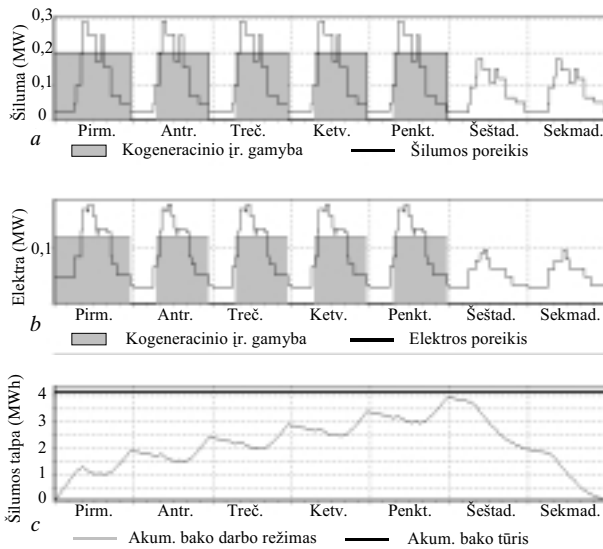 Šiluma (MW)
0,3
0,2
0,1
0
Pirm. Antr. Treč. Ketv. Penkt. Šeštad. Sekmad.
a
Kogeneracinio įr. gamyba Šilumos poreikis
Elektra (MW)
0,1
Pirm. Antr. Treč. Ketv. Penkt. Šeštad. Sekmad.
b
Kogeneracinio įr. gamyba Elektros poreikis
Šilumos talpa (MWh)
4
3
2
1
0
Pirm. Antr. Treč. Ketv. Penkt. Šeštad. Sekmad.
c
Akum. bako darbo režimas Akum. bako tūris